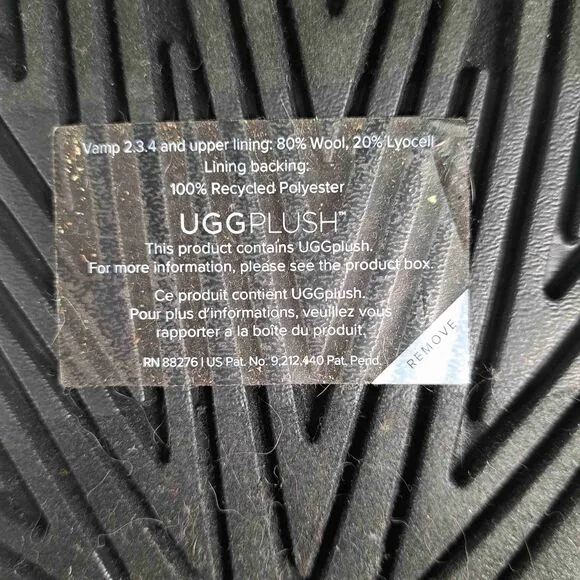 Vamp 2.3.4 and upper lining: 80% Wool, 20% Lyocell
Lining backing:
100% Recycled Polyester
UGGPLUSH™
This product contains UGGplush.
For more information, please see the product box.
Ce produit contient UGGplush.
Pour plus d'informations, veuillez vous
rapporter a la boîte du produit.
RN 88276 | US Pat. No. 9,212,440 Pat. Pend.
REMOVE